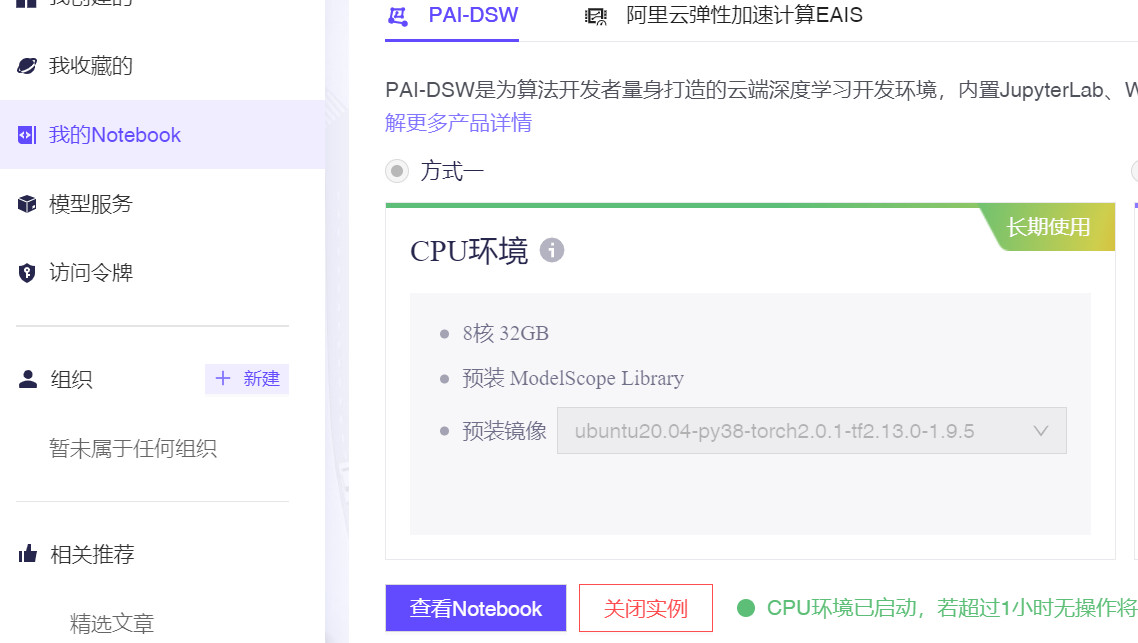 我创建的
我收藏的
我的Notebook
模型服务
访问令牌
组织
+ 新建
暂未属于任何组织
相关推荐
精选文章
PAI-DSW
阿里云弹性加速计算EAIS
PAI-DSW是为算法开发者量身打造的云端深度学习开发环境，内置JupyterLab、W
解更多产品详情
方式一
长期使用
CPU环境
8核 32GB
预装 ModelScope Library
预装镜像
ubuntu20.04-py38-torch2.0.1-tf2.13.0-1.9.5
查看Notebook
关闭实例
CPU环境已启动，若超过1小时无操作将